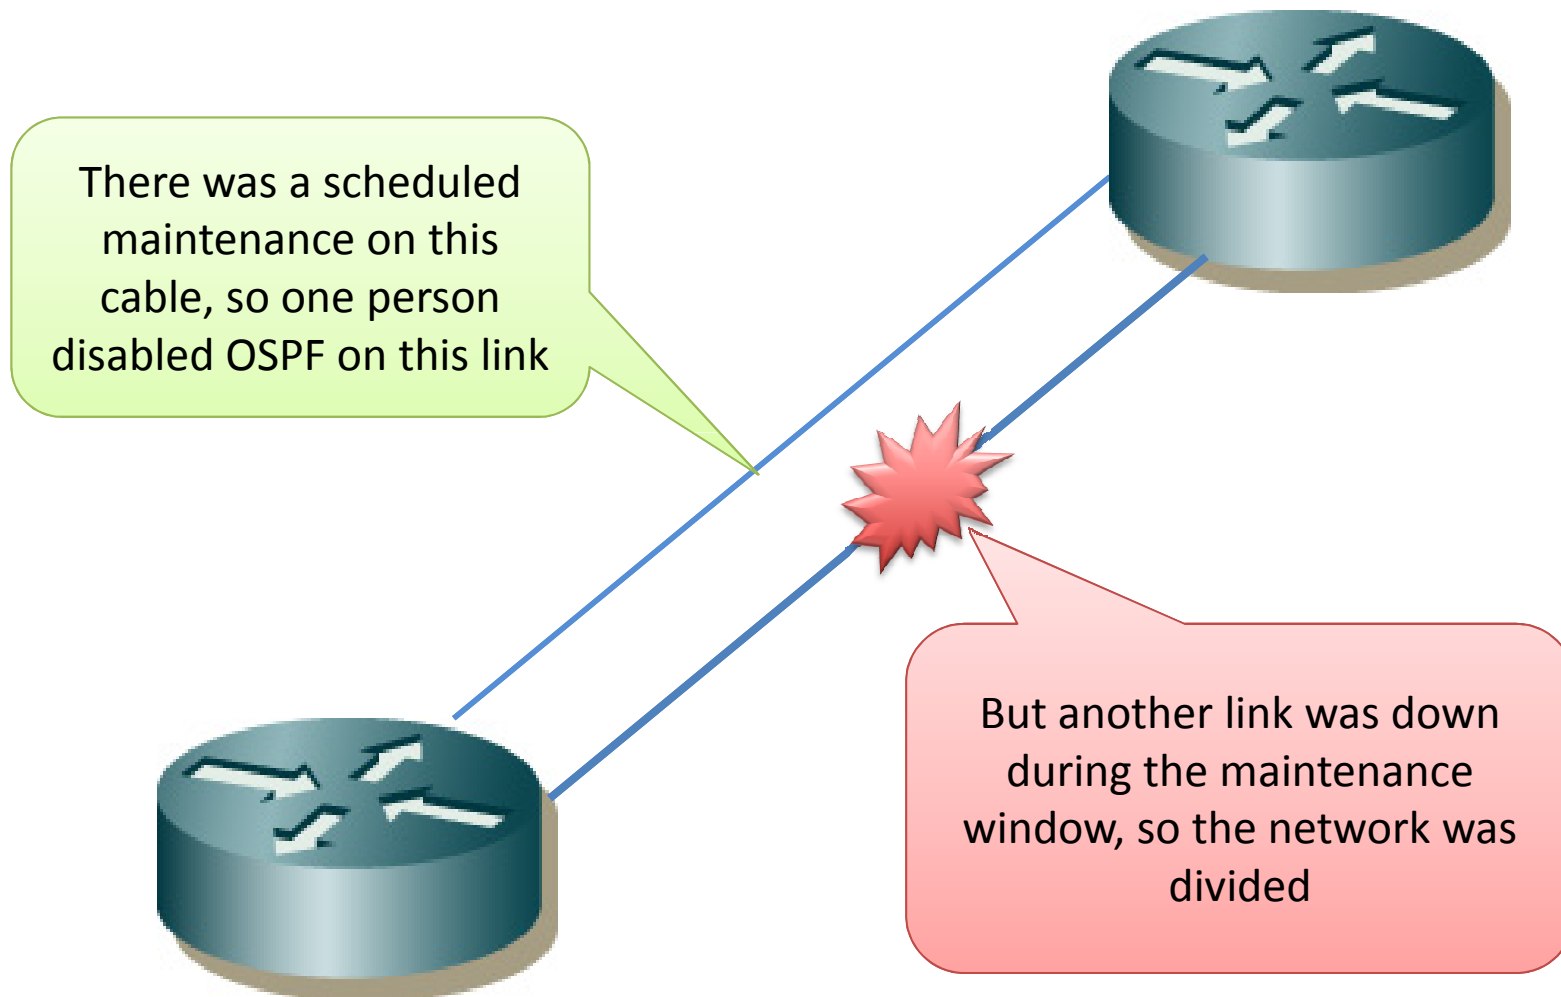 There was a scheduled
maintenance on this
cable, so one person
disabled OSPF on this link
But another link was down
during the maintenance
window, so the network was
divided